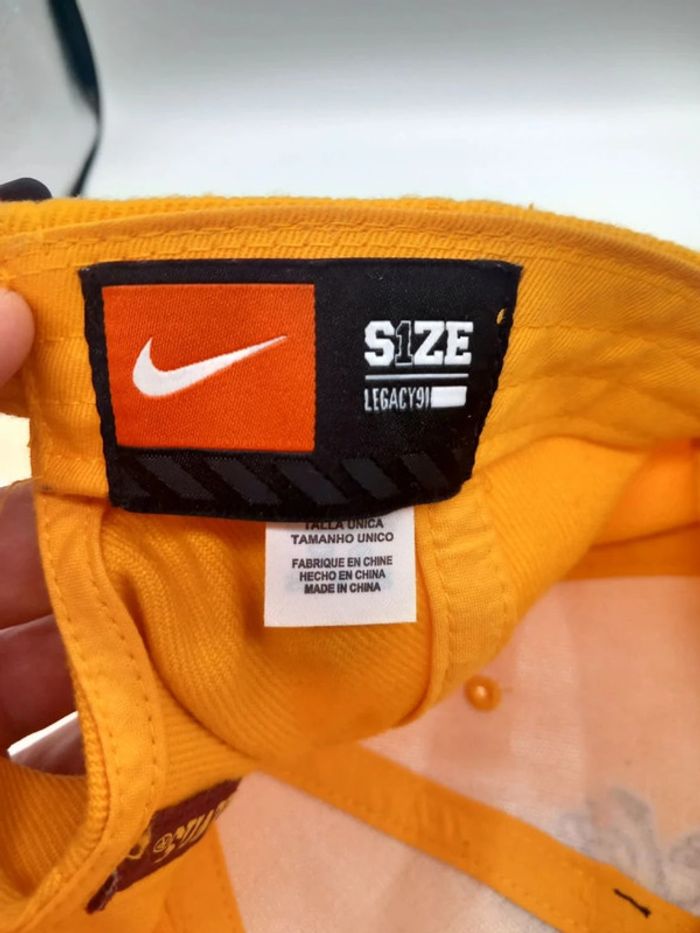 S1ZE
LEGACY91
TALLA UNICA
TAMANHO UNICO
FABRIQUE EN CHINE
HECHO EN CHINA
MADE IN CHINA